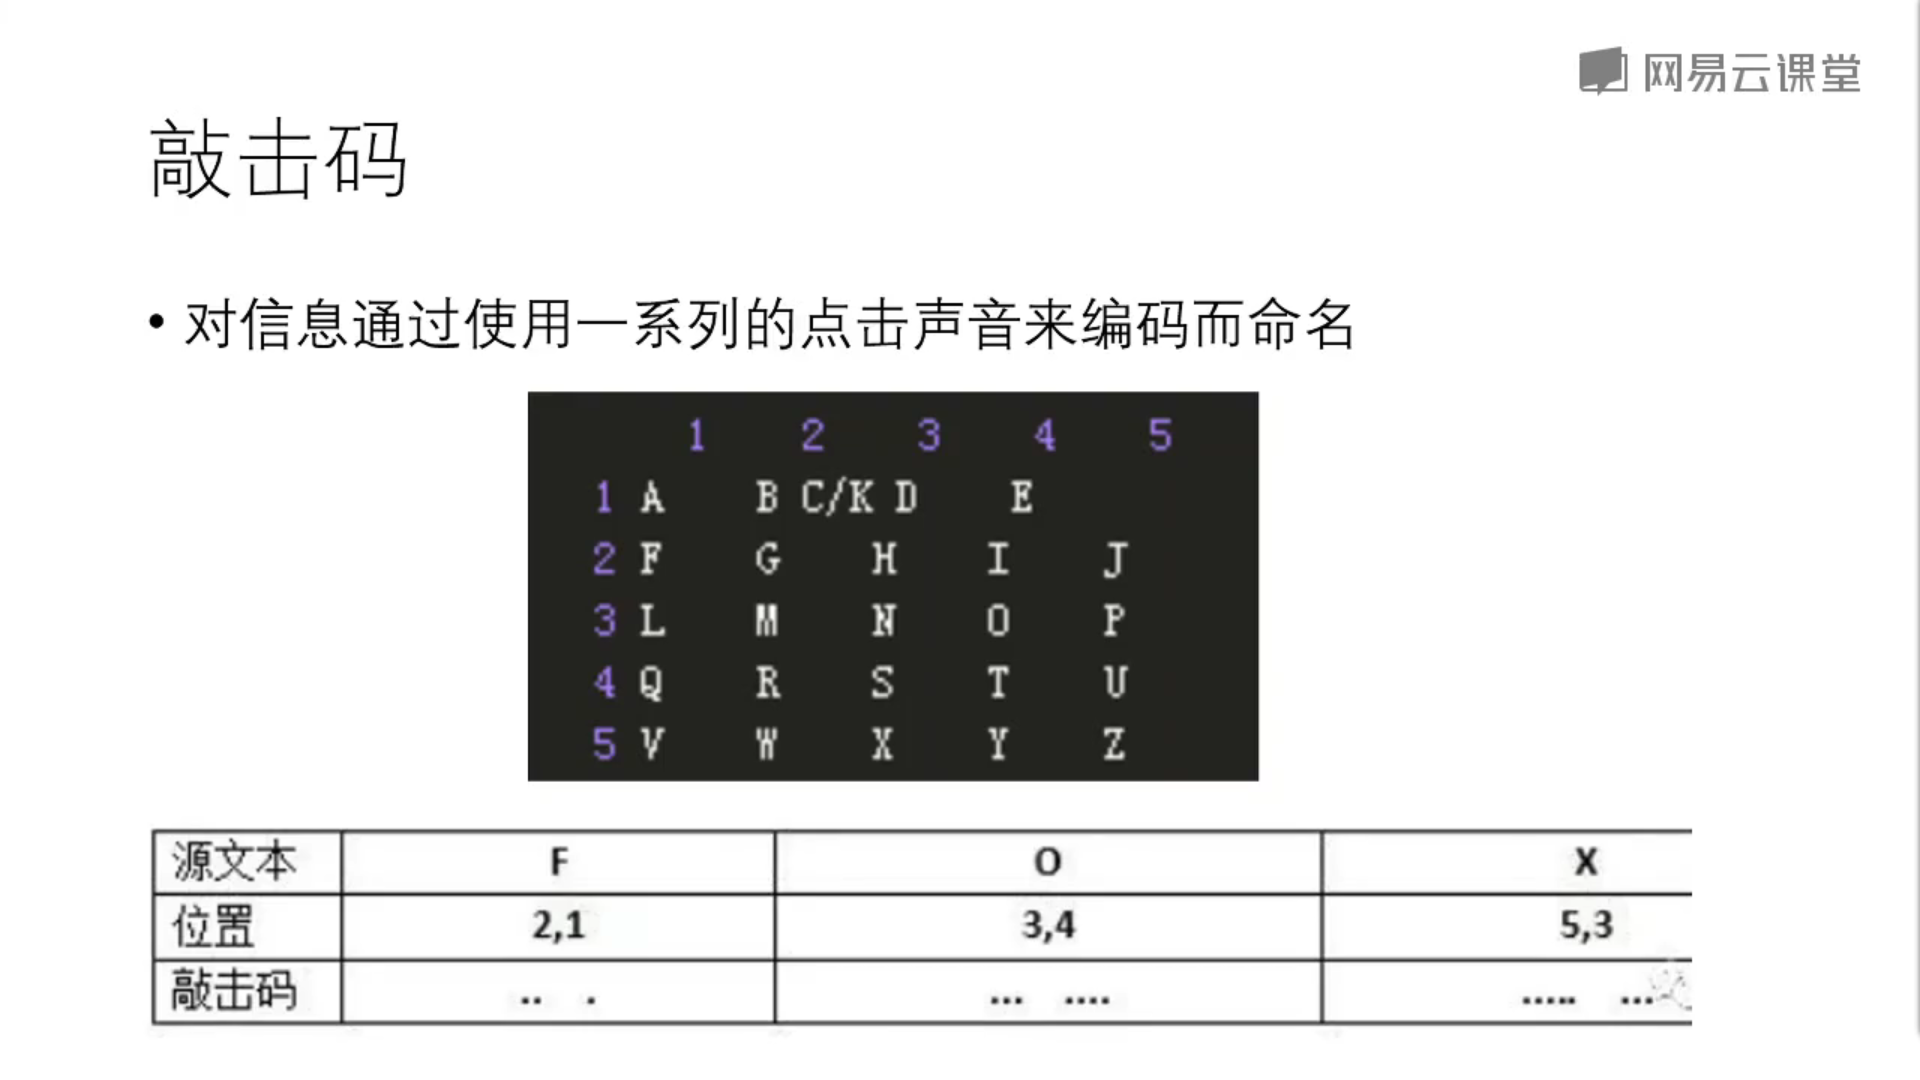 网易云课堂
敲击码
• 对信息通过使用一系列的点击声音来编码而命名
1 2 3 4 5
1 A B C/K D E
2 F G H I J
3 L M N O P
4 Q R S T U
5 V W X Y Z
源文本 F O X
位置 2,1 3,4 5,3
敲击码 .. . ... .... ..... ...